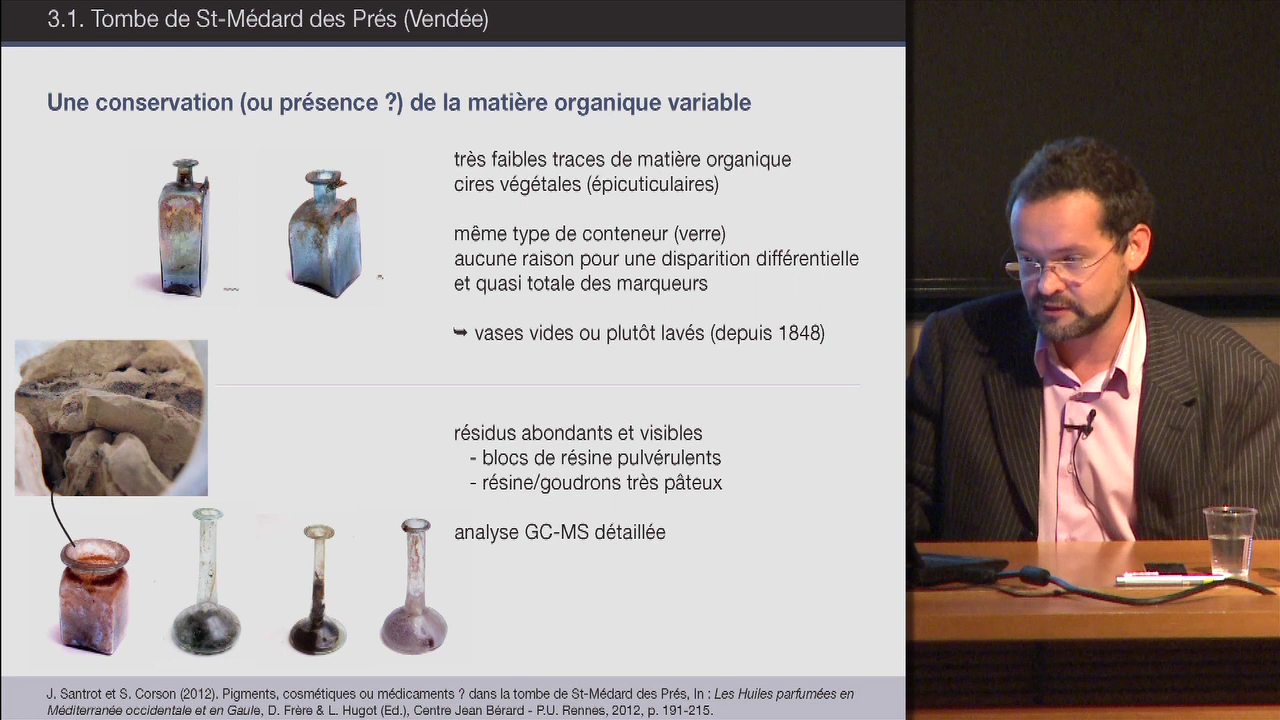 3.1. Tombe de St-Médard des Prés (Vendée)
Une conservation (ou présence ?) de la matière organique variable
très faibles traces de matière organique
cires végétales (épicuticulaires)
même type de conteneur (verre)
aucune raison pour une disparition différentielle
et quasi totale des marqueurs
➥ vases vides ou plutôt lavés (depuis 1848)
résidus abondants et visibles
- blocs de résine pulvérulents
- résine/goudrons très pâteux
analyse GC-MS détaillée
J. Santrot et S. Corson (2012). Pigments, cosmétiques ou médicaments ? dans la tombe de St-Médard des Prés, In : Les Huiles parfumées en
Méditerranée occidentale et en Gaule, D. Frère & L. Hugot (Ed.), Centre Jean Bérard - P.U. Rennes, 2012, p. 191-215.